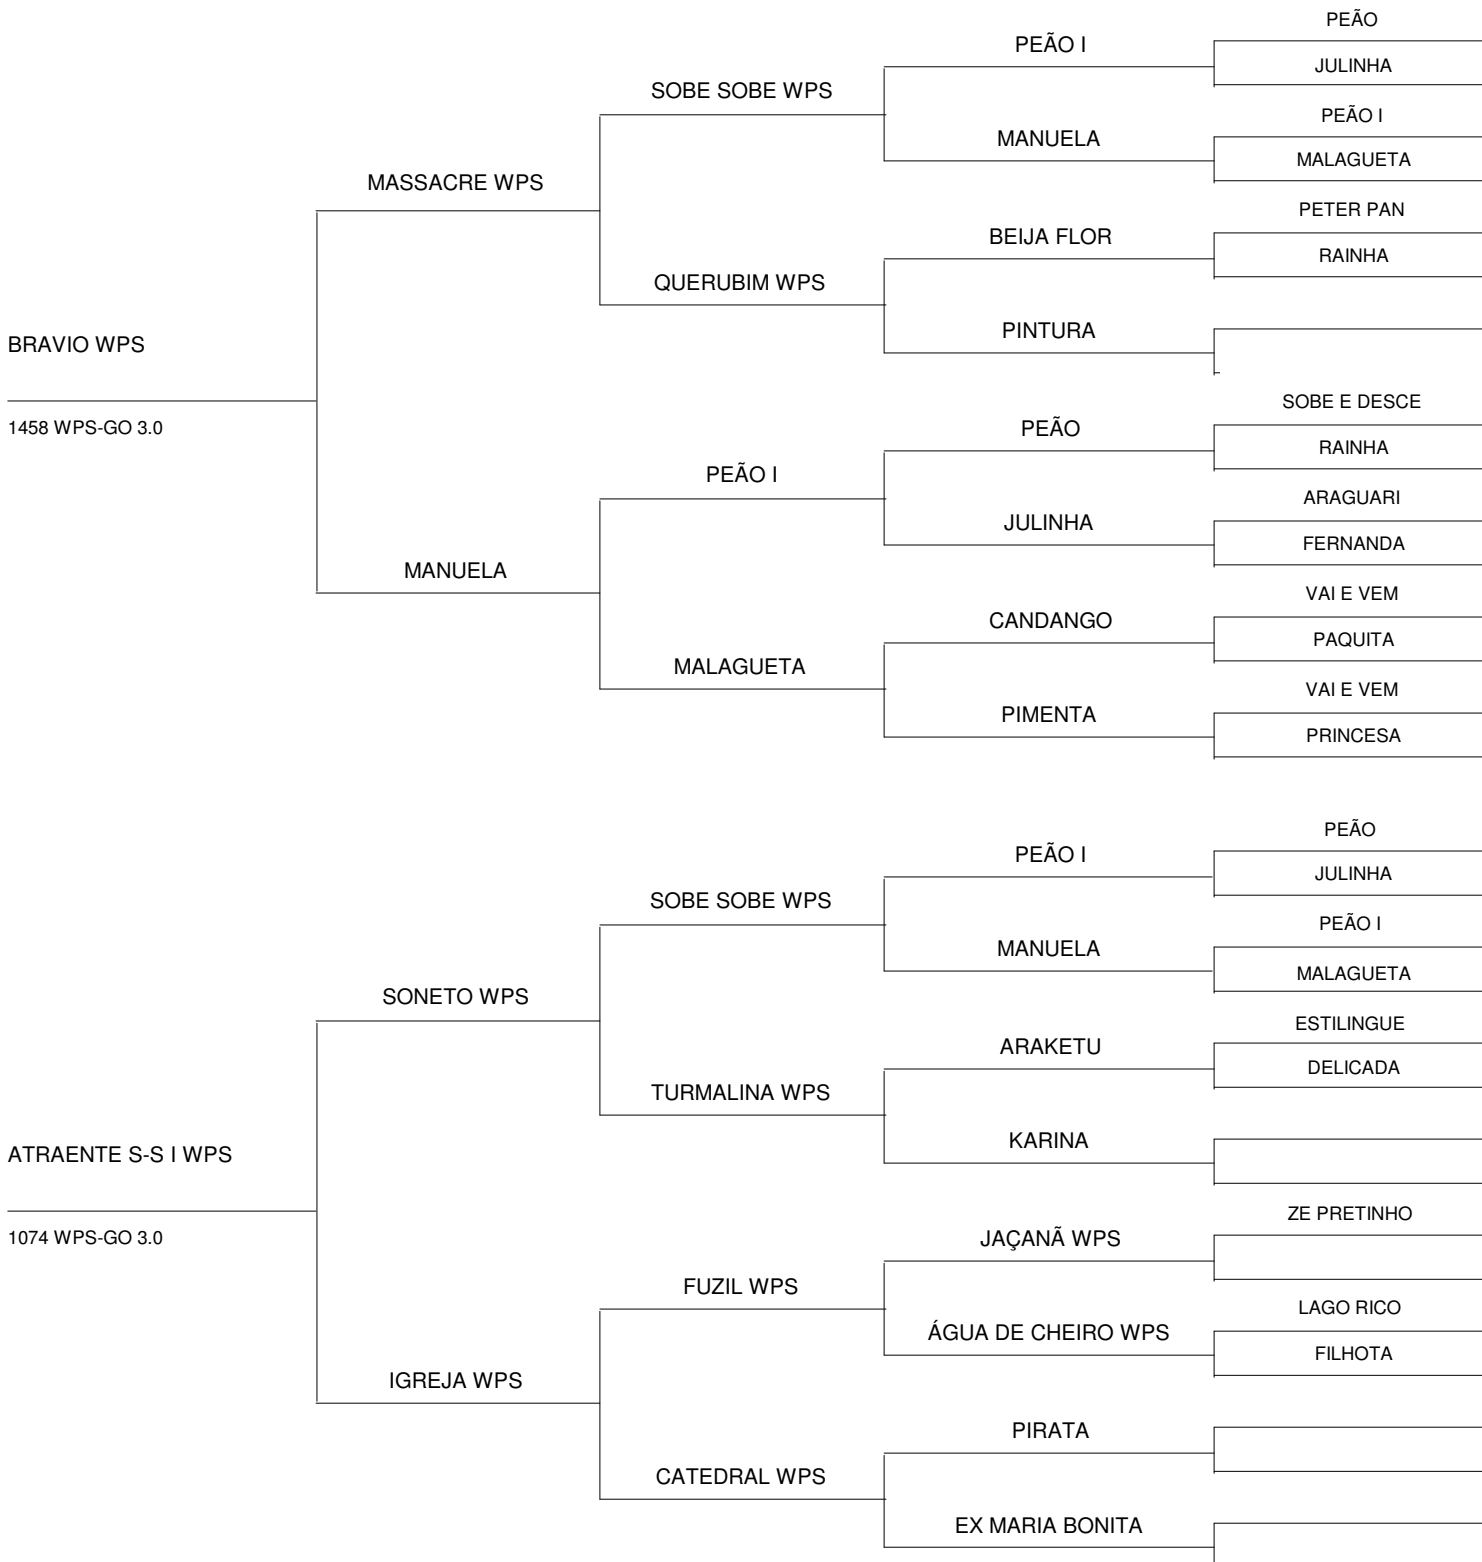 PEÃO
PEÃO I
JULINHA
SOBE SOBE WPS
PEÃO I
MANUELA
MALAGUETA
MASSACRE WPS
PETER PAN
BEIJA FLOR
RAINHA
QUERUBIM WPS
PINTURA
BRAVIO WPS
SOBE E DESCE
1458 WPS-GO 3.0
PEÃO
RAINHA
PEÃO I
ARAGUARI
JULINHA
FERNANDA
MANUELA
VAI E VEM
CANDANGO
PAQUITA
MALAGUETA
VAI E VEM
PIMENTA
PRINCESA
PEÃO
PEÃO I
JULINHA
SOBE SOBE WPS
PEÃO I
MANUELA
MALAGUETA
SONETO WPS
ESTILINGUE
ARAKETU
DELICADA
TURMALINA WPS
KARINA
ATRAENTE S-S I WPS
ZE PRETINHO
1074 WPS-GO 3.0
JAÇANÃ WPS
FUZIL WPS
LAGO RICO
ÁGUA DE CHEIRO WPS
FILHOTA
IGREJA WPS
PIRATA
CATEDRAL WPS
EX MARIA BONITA